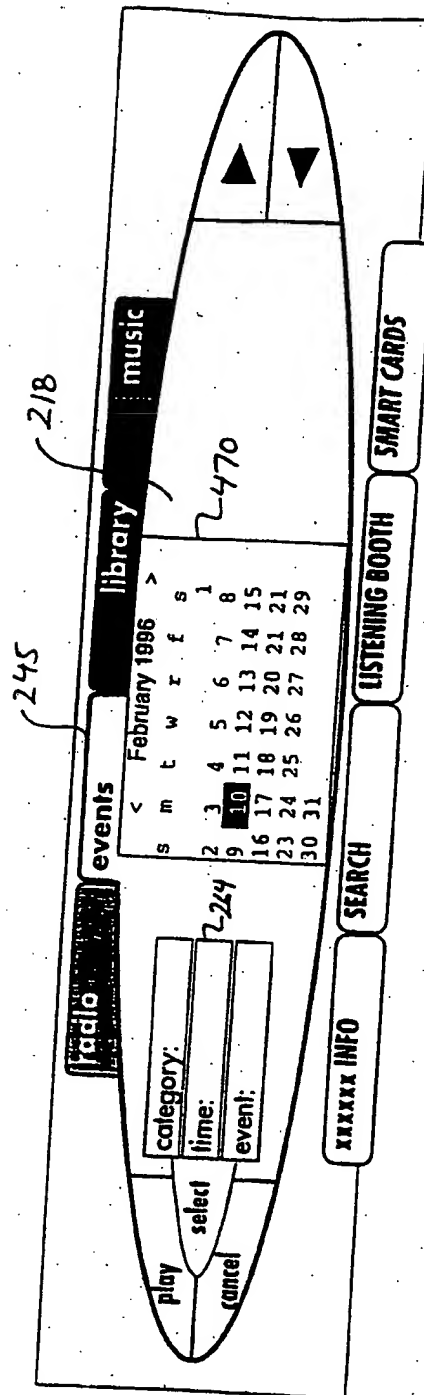 245
218
radio
events
library
music
play
select
cancel
category:
time:
event:
264
< February 1996 >
s m t w r f s
1
2 3 4 5 6 7 8
9 10 11 12 13 14 15
16 17 18 19 20 21 21
23 24 25 26 27 28 29
30 31
470
xxxxxx INFO
SEARCH
LISTENING BOOTH
SMART CARDS